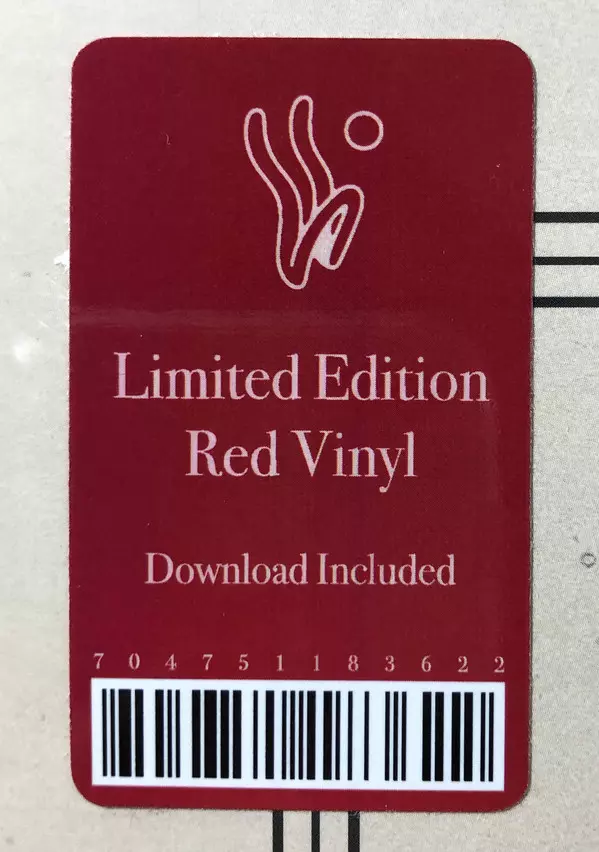 Limited Edition
Red Vinyl
Download Included
7 0 4 7 5 1 1 8 3 6 2 2